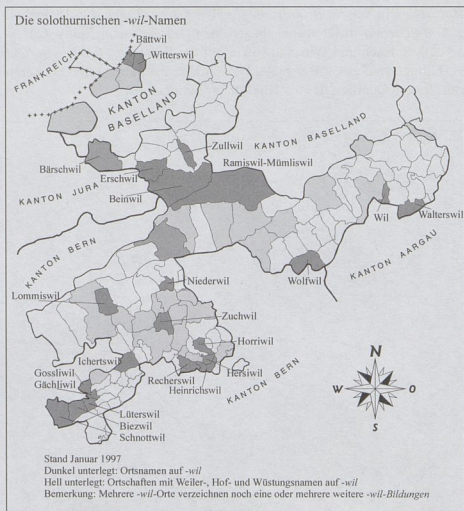 Die solothurnischen -wil-Namen
Bättwil
Witterswil
FRANKREICH
KANTON
BASELLAND
Zullwil
KANTON BASELLAND
Bärschwil
Erschwil
Ramiswil-Mümliswil
KANTON JURA
Beinwil
Wil
Walterswil
KANTON BERN
KANTON AARGAU
Wolfwil
Niederwil
Lommiswil
Zuchwil
Ichertswil
Horriwil
Gossliwil
Hersiwil
Gächliwil
Recherswil
Heinrichswil
KANTON BERN
Lüterswil
Biezwil
Schnottwil
N
W
O
S
Stand Januar 1997
Dunkel unterlegt: Ortsnamen auf -wil
Hell unterlegt: Ortschaften mit Weiler-, Hof- und Wüstungsnamen auf -wil
Bemerkung: Mehrere -wil-Orte verzeichnen noch eine oder mehrere weitere -wil-Bildungen